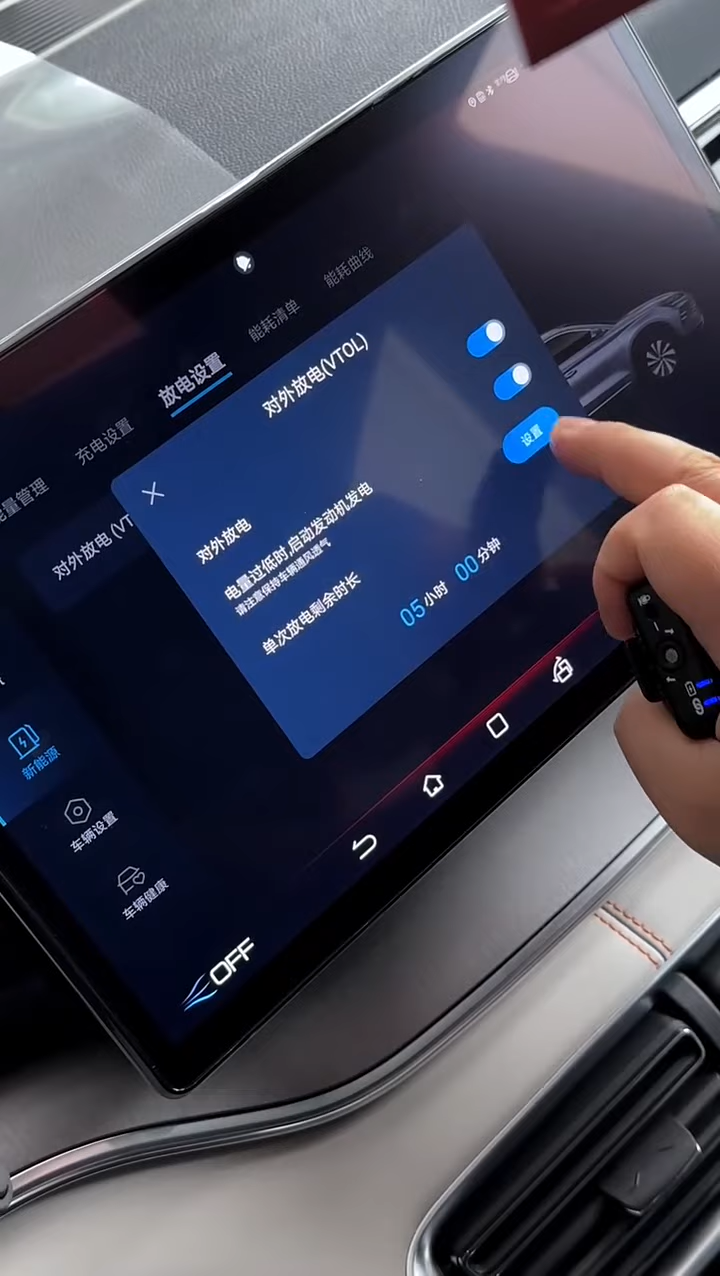 能量管理
充电设置
放电设置
能耗清单
能耗曲线
对外放电 (VT
对外放电(VTOL)
对外放电
电量过低时,启动发动机发电
请注意保持车辆通风透气
设置
单次放电剩余时长
05小时 00分钟
新能源
车辆设置
车辆健康
OFF